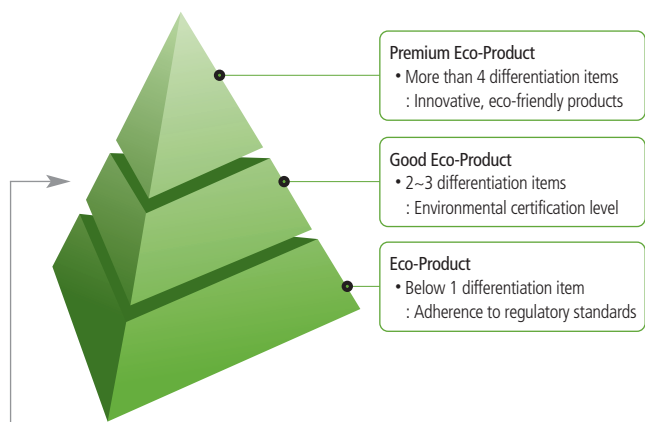 Premium Eco-Product
• More than 4 differentiation items
: Innovative, eco-friendly products
Good Eco-Product
• 2~3 differentiation items
: Environmental certification level
Eco-Product
• Below 1 differentiation item
: Adherence to regulatory standards